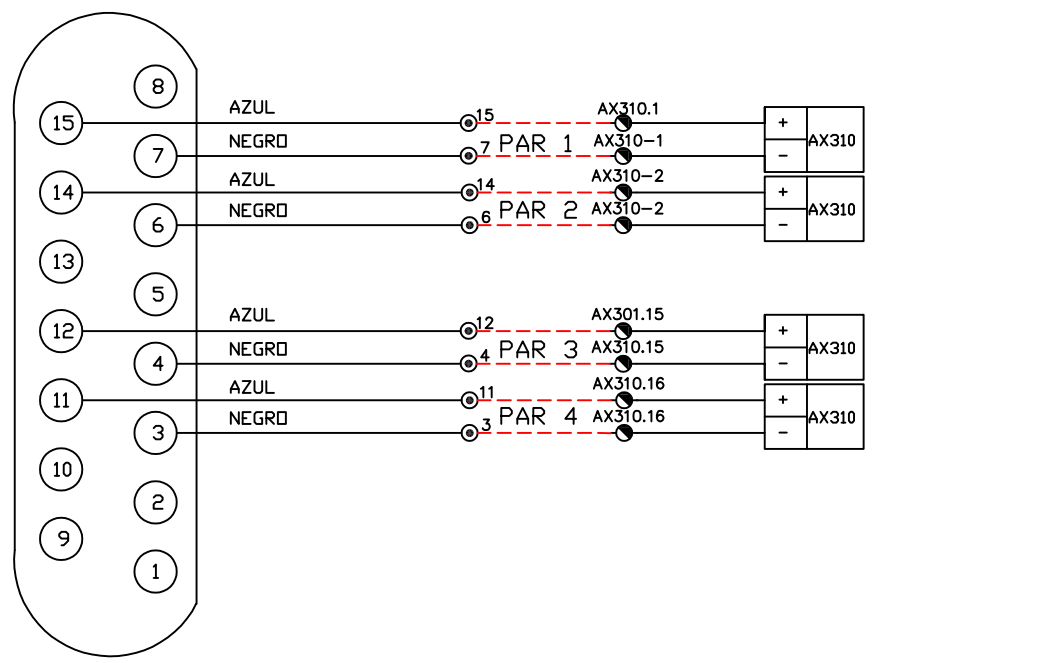 8
AZUL
15
15
AX310.1
+
AX310
NEGRO
7
7
PAR 1
AX310-1
-
AZUL
14
14
AX310-2
+
AX310
NEGRO
6
6
PAR 2
AX310-2
-
13
5
AZUL
12
12
AX301.15
+
AX310
NEGRO
4
4
PAR 3
AX310.15
-
AZUL
11
11
AX310.16
+
AX310
NEGRO
3
3
PAR 4
AX310.16
-
10
2
9
1